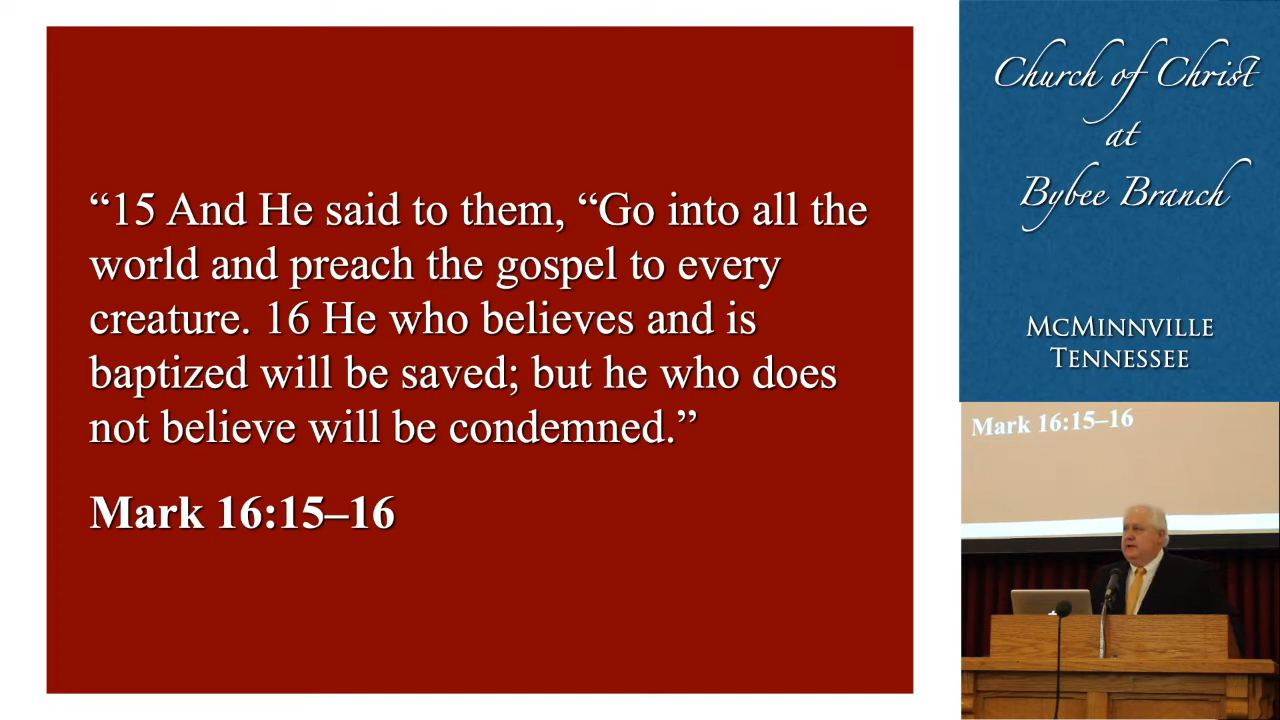 “15 And He said to them, “Go into all the
world and preach the gospel to every
creature. 16 He who believes and is
baptized will be saved; but he who does
not believe will be condemned.”
Mark 16:15–16
Church of Christ
at
Bybee Branch
McMinnville
Tennessee
Mark 16:15–16